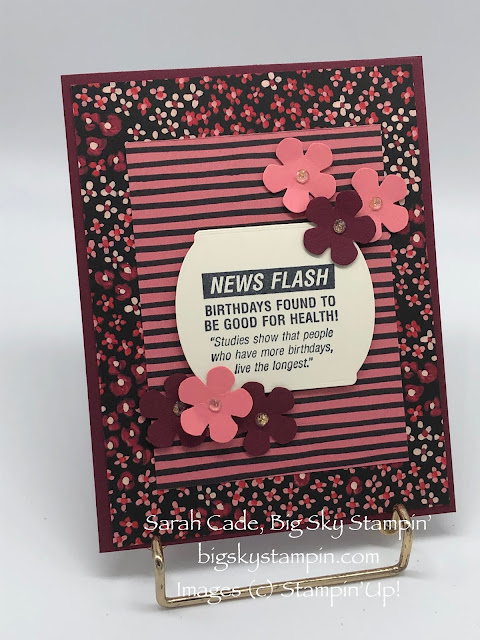 NEWS FLASH
BIRTHDAYS FOUND TO
BE GOOD FOR HEALTH!
"Studies show that people
who have more birthdays,
live the longest."
Sarah Cade, Big Sky Stampin'
bigskystampin.com
Images (c) Stampin'Up!